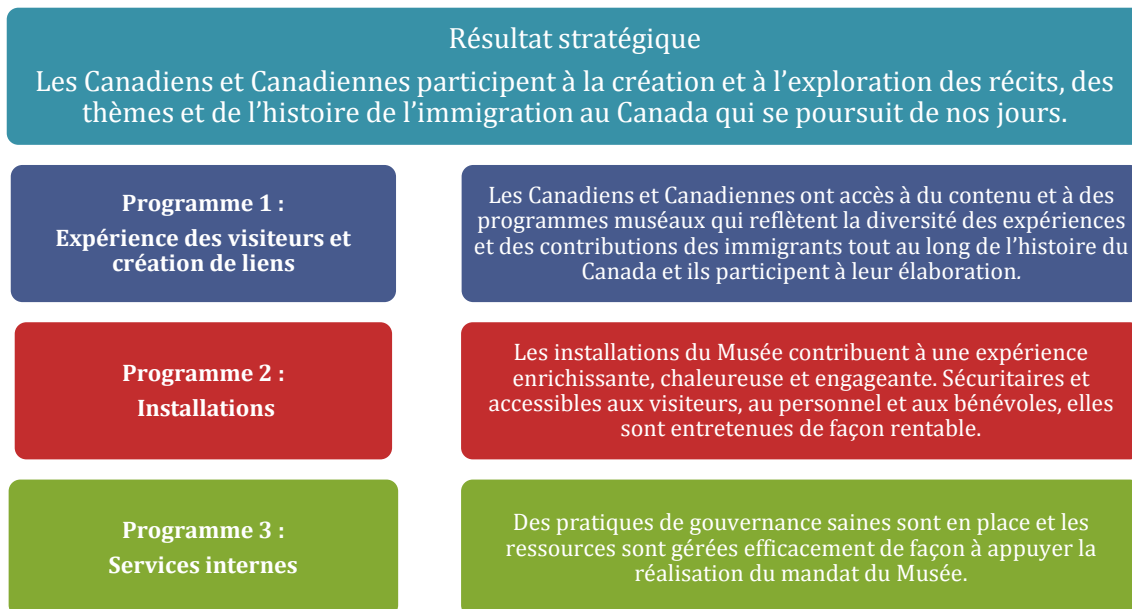 Résultat stratégique
Les Canadiens et Canadiennes participent à la création et à l’exploration des récits, des
thèmes et de l’histoire de l’immigration au Canada qui se poursuit de nos jours.
Programme 1 :
Expérience des visiteurs et
création de liens
Les Canadiens et Canadiennes ont accès à du contenu et à des
programmes muséaux qui reflètent la diversité des expériences
et des contributions des immigrants tout au long de l’histoire du
Canada et ils participent à leur élaboration.
Programme 2 :
Installations
Les installations du Musée contribuent à une expérience
enrichissante, chaleureuse et engageante. Sécuritaires et
accessibles aux visiteurs, au personnel et aux bénévoles, elles
sont entretenues de façon rentable.
Programme 3 :
Services internes
Des pratiques de gouvernance saines sont en place et les
ressources sont gérées efficacement de façon à appuyer la
réalisation du mandat du Musée.